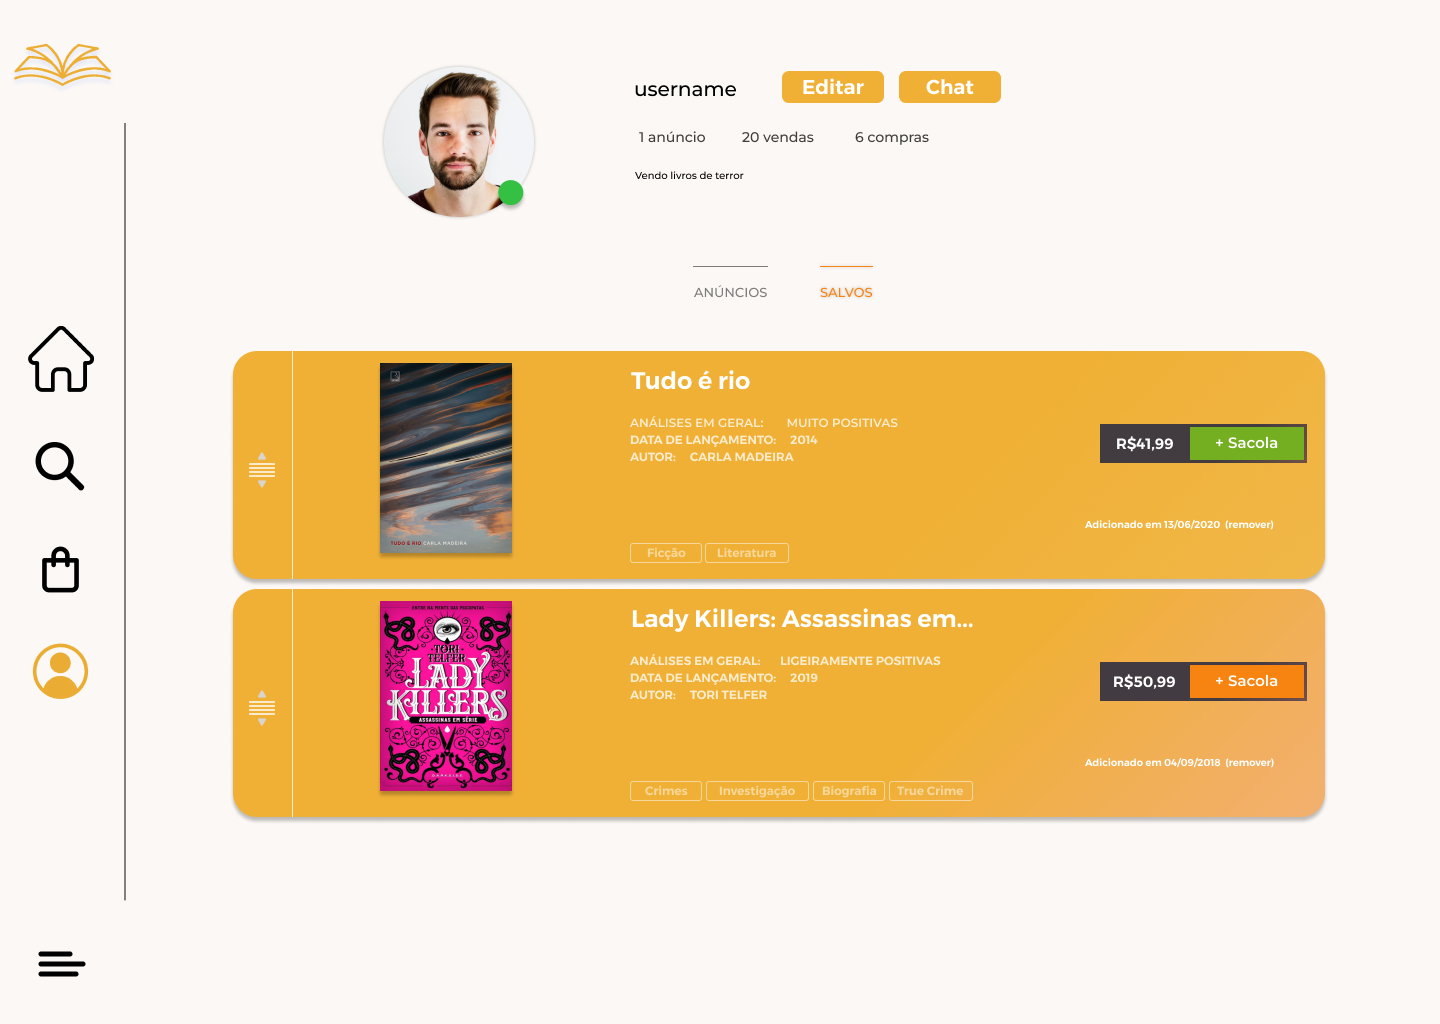 username
Editar
Chat
1 anúncio
20 vendas
6 compras
Vendo livros de terror
ANÚNCIOS
SALVOS
TUDO É RIO CARLA MADEIRA
Tudo é rio
ANÁLISES EM GERAL: MUITO POSITIVAS
DATA DE LANÇAMENTO: 2014
AUTOR: CARLA MADEIRA
Ficção
Literatura
R$41,99
+ Sacola
Adicionado em 13/06/2020 (remover)
ENTRE NA MENTE DAS PSICOPATAS
TORI
TELFER
LADY
KILLERS
ASSASSINAS EM SÉRIE
DARKSIDE
Lady Killers: Assassinas em...
ANÁLISES EM GERAL: LIGEIRAMENTE POSITIVAS
DATA DE LANÇAMENTO: 2019
AUTOR: TORI TELFER
Crimes
Investigação
Biografia
True Crime
R$50,99
+ Sacola
Adicionado em 04/09/2018 (remover)